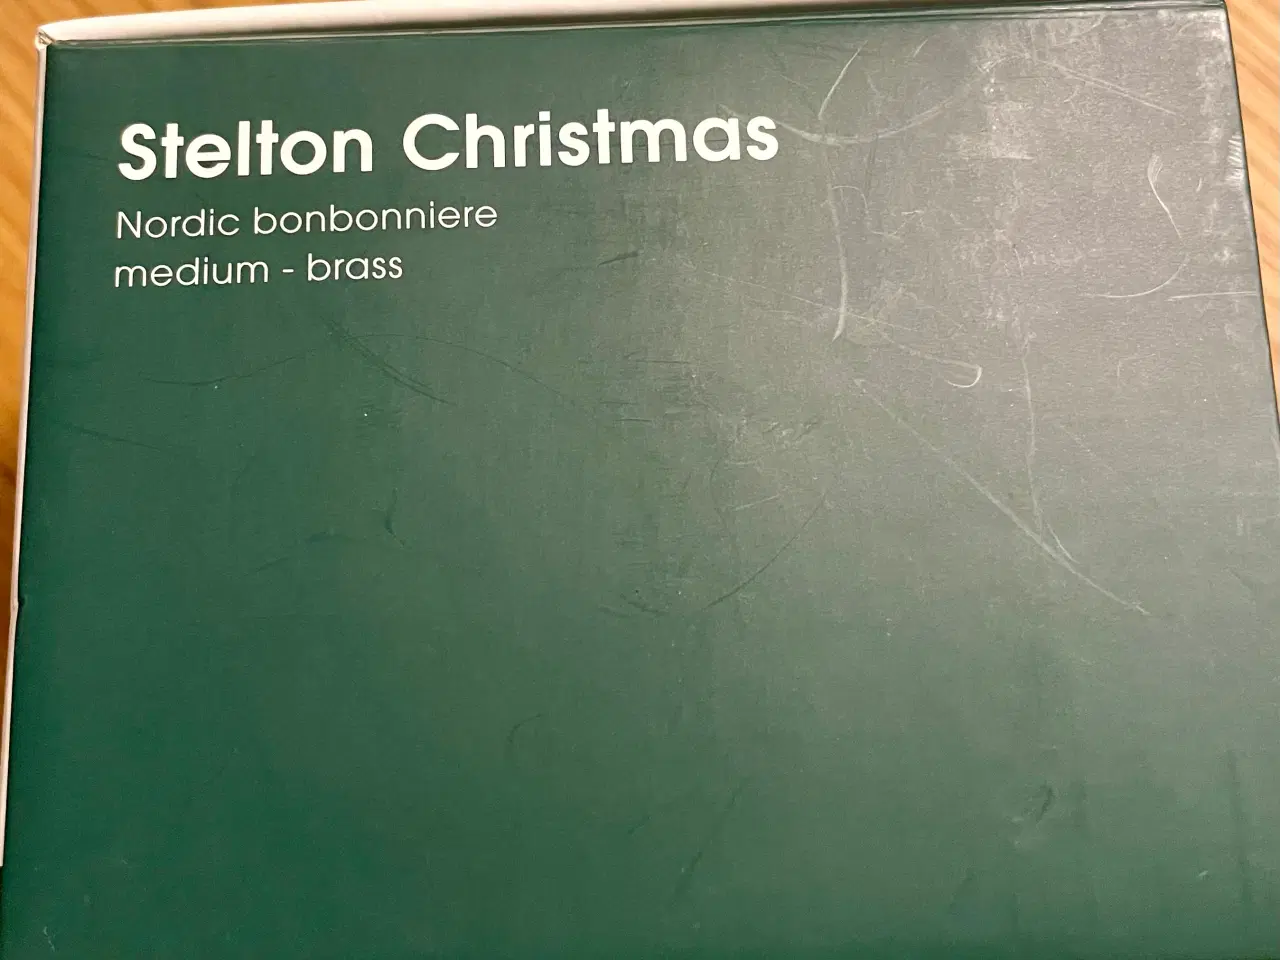 Stelton Christmas
Nordic bonbonniere
medium - brass